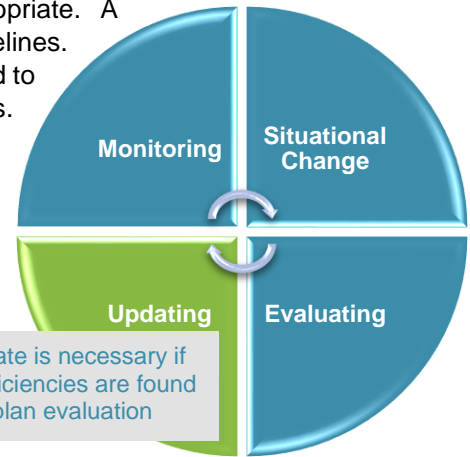 opriate. A
elines.
d to
s.
Monitoring
Situational
Change
Updating
Evaluating
ate is necessary if
iciencies are found
plan evaluation